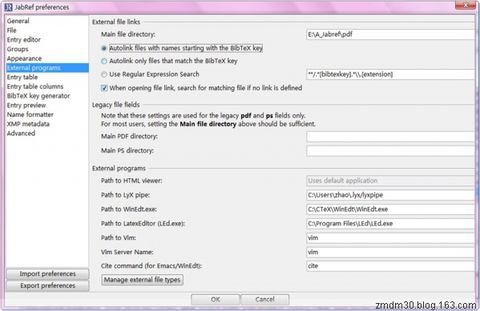 JabRef preferences
General
File
Entry editor
Groups
Appearance
External programs
Entry table
Entry table columns
BibTeX key generator
Entry preview
Name formatter
XMP metadata
Advanced
Import preferences
Export preferences
External file links
Main file directory: E:\A_Jabref\pdf
Autolink files with names starting with the BibTeX key
Autolink only files that match the BibTeX key
Use Regular Expression Search **/.*[bibtexkey].*\\.[extension]
When opening file link, search for matching file if no link is defined
Legacy file fields
Note that these settings are used for the legacy pdf and ps fields only.
For most users, setting the Main file directory above should be sufficient.
Main PDF directory:
Main PS directory:
External programs
Path to HTML viewer: Uses default application
Path to LyX pipe: C:\Users\zhao\.lyx/lyxpipe
Path to WinEdt.exe: C:\CTeX\WinEdt\WinEdt.exe
Path to LatexEditor (LEd.exe): C:\Program Files\LEd\LEd.exe
Path to Vim: vim
Vim Server Name: vim
Cite command (for Emacs/WinEdt): cite
Manage external file types
OK Cancel
zmdm30.blog.163.com